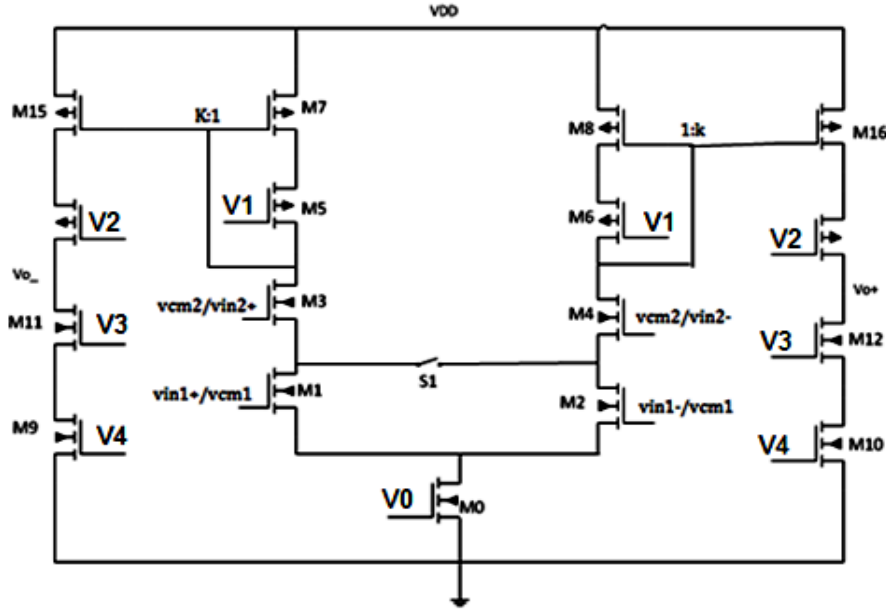 VDD
M15
K:1
M7
M8
1:k
M16
V2
V1
M5
M6
V1
V2
Vo_
vcm2/vin2+
M3
M4
vcm2/vin2-
Vo+
M11
V3
V3
M12
S1
vin1+/vcm1
M1
M2
vin1-/vcm1
M9
V4
V4
M10
V0
M0